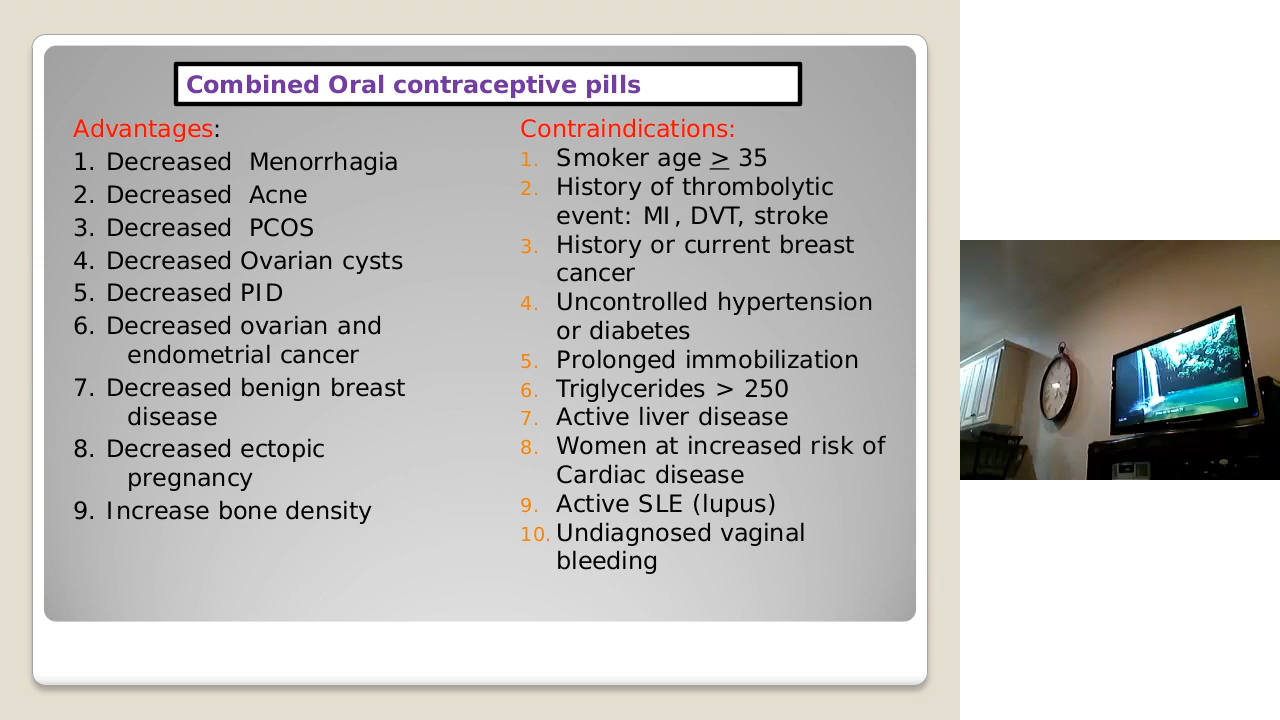 Combined Oral contraceptive pills
Advantages:
1. Decreased Menorrhagia
2. Decreased Acne
3. Decreased PCOS
4. Decreased Ovarian cysts
5. Decreased PID
6. Decreased ovarian and
endometrial cancer
7. Decreased benign breast
disease
8. Decreased ectopic
pregnancy
9. Increase bone density
Contraindications:
1. Smoker age ≥ 35
2. History of thrombolytic
event: MI, DVT, stroke
3. History or current breast
cancer
4. Uncontrolled hypertension
or diabetes
5. Prolonged immobilization
6. Triglycerides > 250
7. Active liver disease
8. Women at increased risk of
Cardiac disease
9. Active SLE (lupus)
10. Undiagnosed vaginal
bleeding